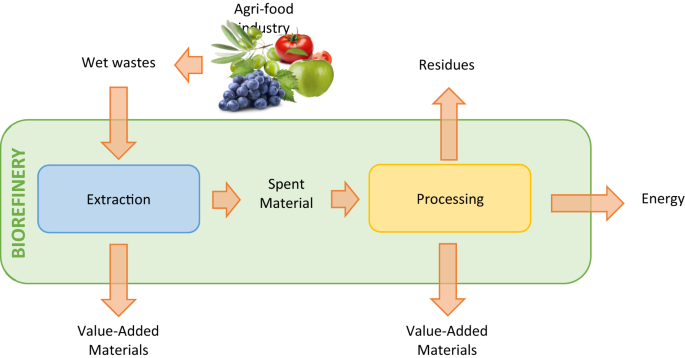 Agri-food
industry
Wet wastes
Residues
BIOREFINERY
Extraction
Spent
Material
Processing
Energy
Value-Added
Materials
Value-Added
Materials